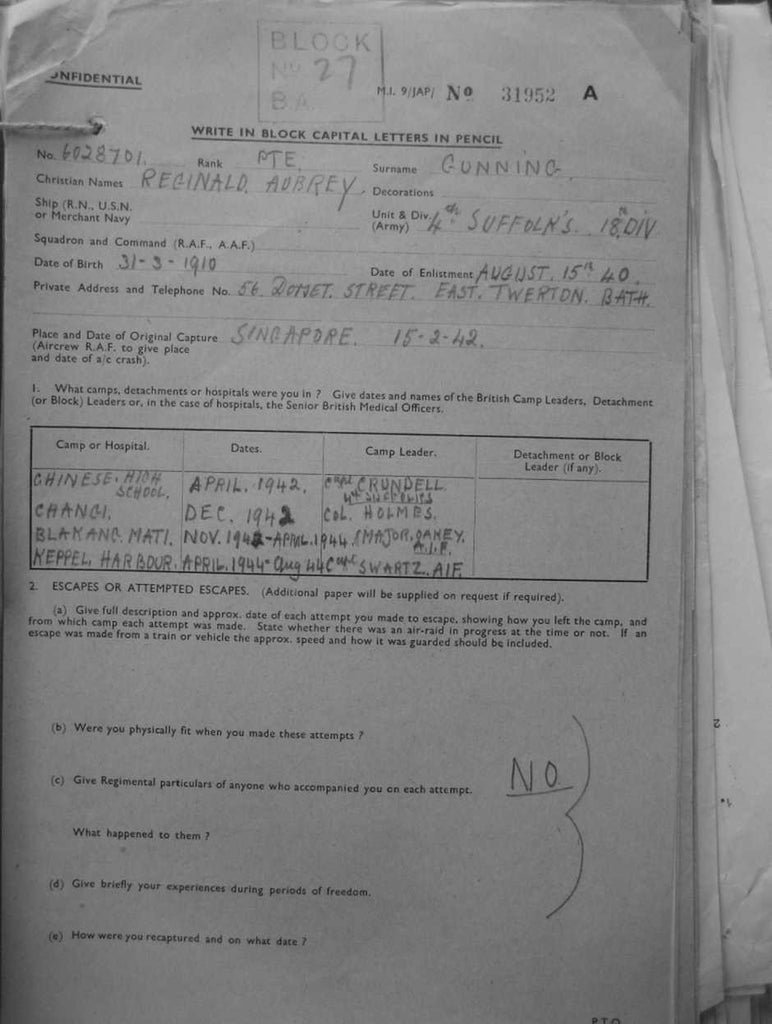 BLOCK
No 27
B.A.
ONFIDENTIAL
M.I. 9/JAP/ No 31952 A
WRITE IN BLOCK CAPITAL LETTERS IN PENCIL
No. 6028701. Rank PTE. Surname GUNNING.
Christian Names REGINALD. AUBREY. Decorations
Ship (R.N., U.S.N. or Merchant Navy
Unit & Div. (Army) 4th SUFFOLK'S. 18th DIV
Squadron and Command (R.A.F., A.A.F.)
Date of Birth 31-3-1910 Date of Enlistment AUGUST. 15TH 40.
Private Address and Telephone No. 56. DORSET. STREET. EAST. TWERTON. BATH.
Place and Date of Original Capture SINGAPORE. 15-2-42.
(Aircrew R.A.F. to give place
and date of a/c crash).
1. What camps, detachments or hospitals were you in ? Give dates and names of the British Camp Leaders, Detachment
(or Block) Leaders or, in the case of hospitals, the Senior British Medical Officers.
Camp or Hospital. Dates. Camp Leader. Detachment or Block Leader (if any).
CHINESE. HIGH SCHOOL. APRIL. 1942. CAPT CRUNDELL. 4TH SUFFOLKS
CHANGI. DEC. 1942 COL. HOLMES.
BLAKANG. MATI. NOV. 1942-APRIL.1944. MAJOR. A.I.F.
KEPPEL. HARBOUR. APRIL.1944-Aug 44 CAPT SWARTZ. AIF.
2. ESCAPES OR ATTEMPTED ESCAPES. (Additional paper will be supplied on request if required).
(a) Give full description and approx. date of each attempt you made to escape, showing how you left the camp, and
from which camp each attempt was made. State whether there was an air-raid in progress at the time or not. If an
escape was made from a train or vehicle the approx. speed and how it was guarded should be included.
(b) Were you physically fit when you made these attempts ?
(c) Give Regimental particulars of anyone who accompanied you on each attempt.
NO
What happened to them ?
(d) Give briefly your experiences during periods of freedom.
(e) How were you recaptured and on what date ?
P.T.O.